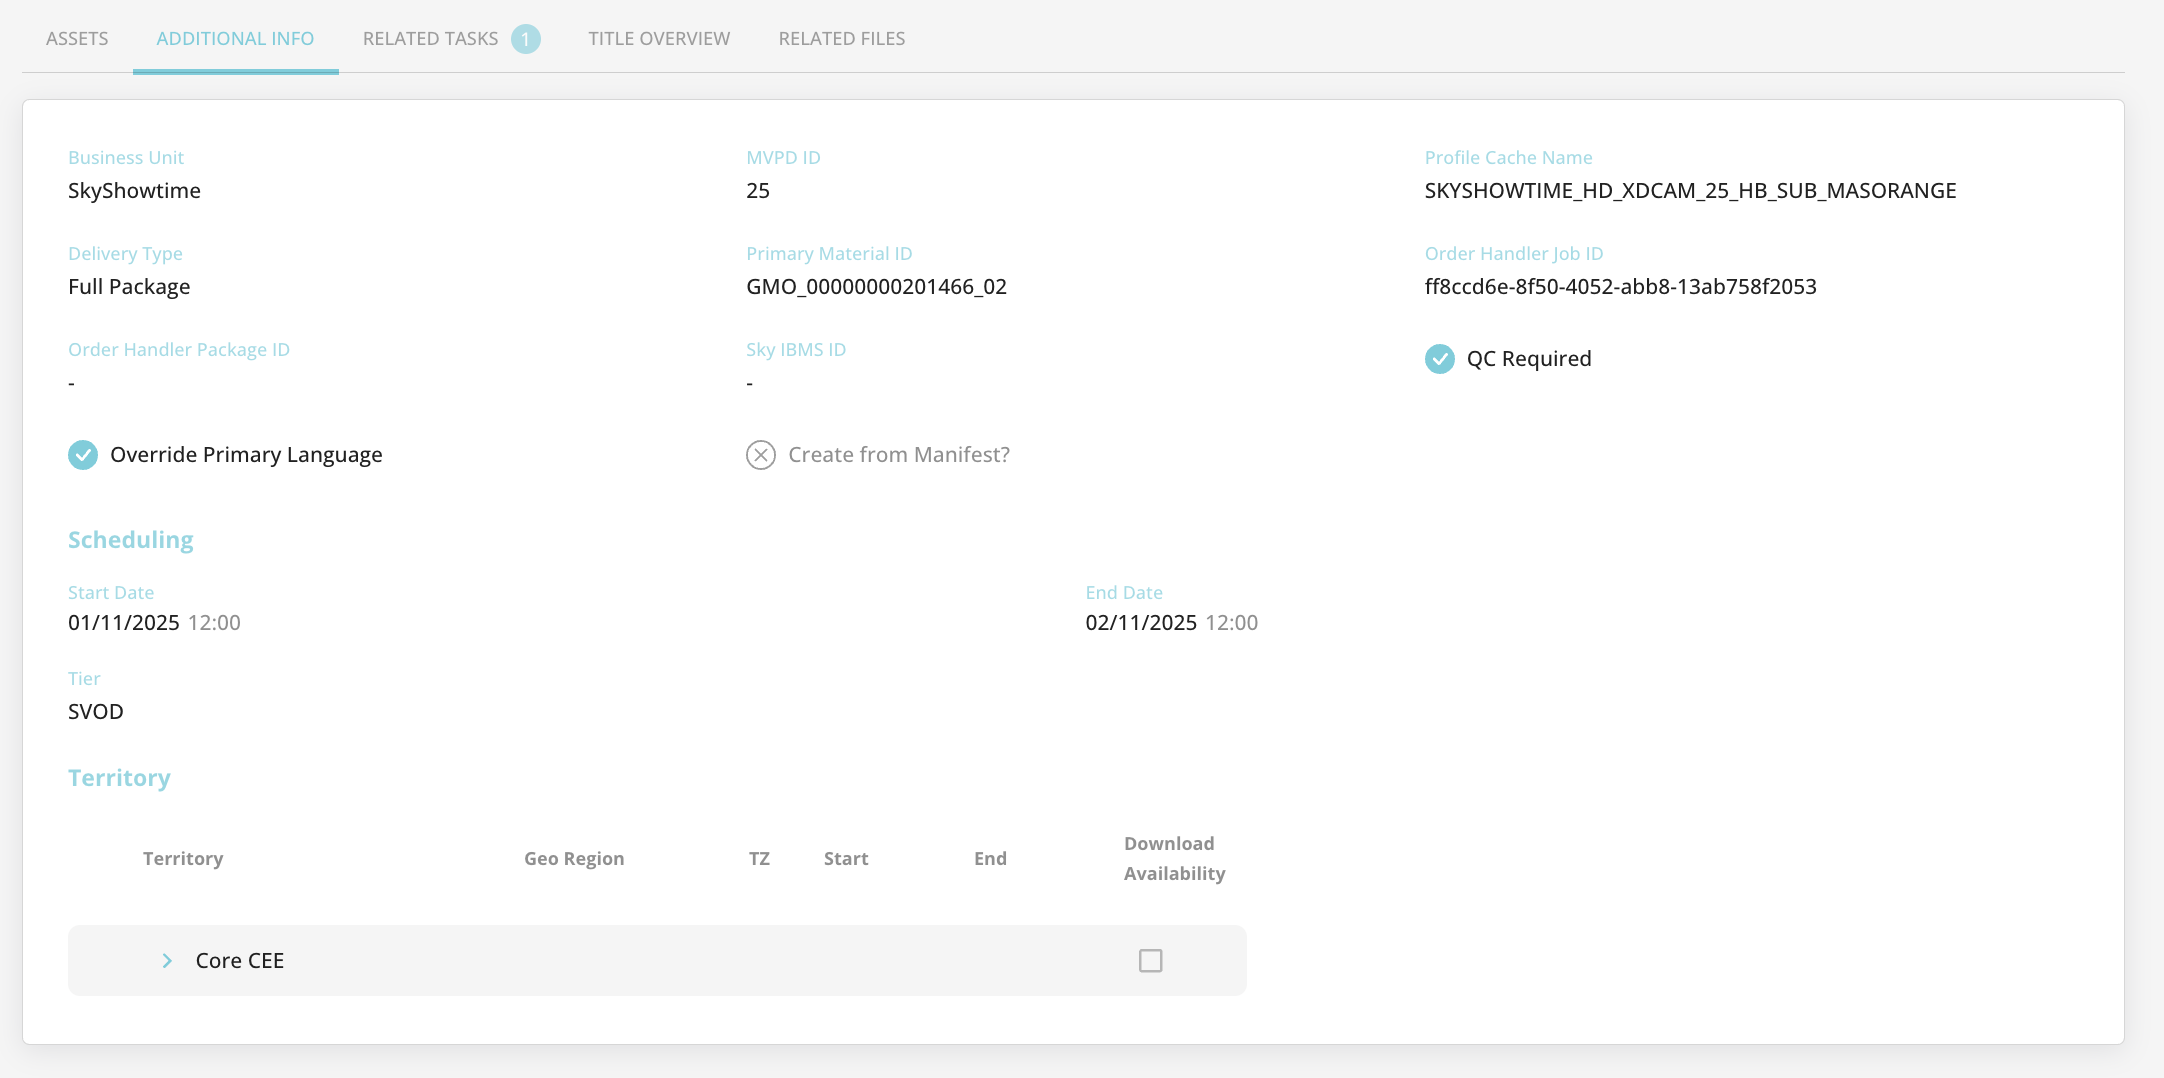 ASSETS ADDITIONAL INFO RELATED TASKS 1 TITLE OVERVIEW RELATED FILES
Business Unit MVPD ID Profile Cache Name
SkyShowtime 25 SKYSHOWTIME_HD_XDCAM_25_HB_SUB_MASORANGE
Delivery Type Primary Material ID Order Handler Job ID
Full Package GMO_00000000201466_02 ff8ccd6e-8f50-4052-abb8-13ab758f2053
Order Handler Package ID Sky IBMS ID QC Required
- -
Override Primary Language Create from Manifest?
Scheduling
Start Date End Date
01/11/2025 12:00 02/11/2025 12:00
Tier
SVOD
Territory
Territory Geo Region TZ Start End Download
Availability
Core CEE